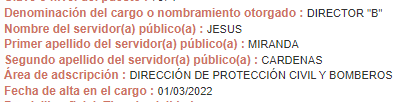 Denominación del cargo o nombramiento otorgado : DIRECTOR "B"
Nombre del servidor(a) público(a) : JESUS
Primer apellido del servidor(a) público(a) : MIRANDA
Segundo apellido del servidor(a) público(a) : CARDENAS
Área de adscripción : DIRECCIÓN DE PROTECCIÓN CIVIL Y BOMBEROS
Fecha de alta en el cargo : 01/03/2022